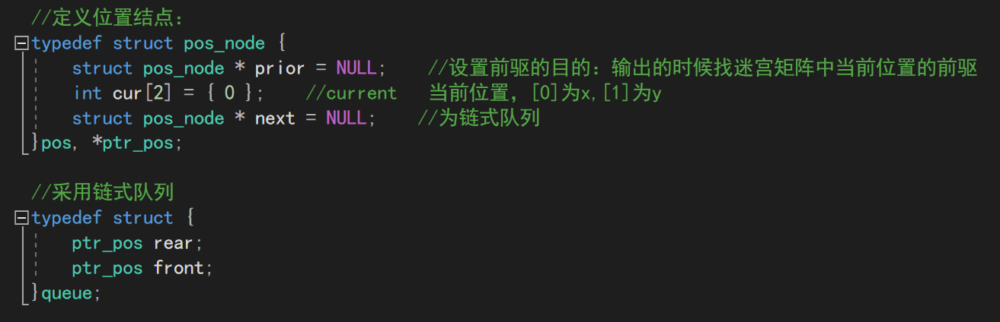 //定义位置结点：
typedef struct pos_node {
struct pos_node * prior = NULL; //设置前驱的目的：输出的时候找迷宫矩阵中当前位置的前驱
int cur[2] = { 0 }; //current 当前位置，[0]为x,[1]为y
struct pos_node * next = NULL; //为链式队列
}pos, *ptr_pos;
//采用链式队列
typedef struct {
ptr_pos rear;
ptr_pos front;
}queue;